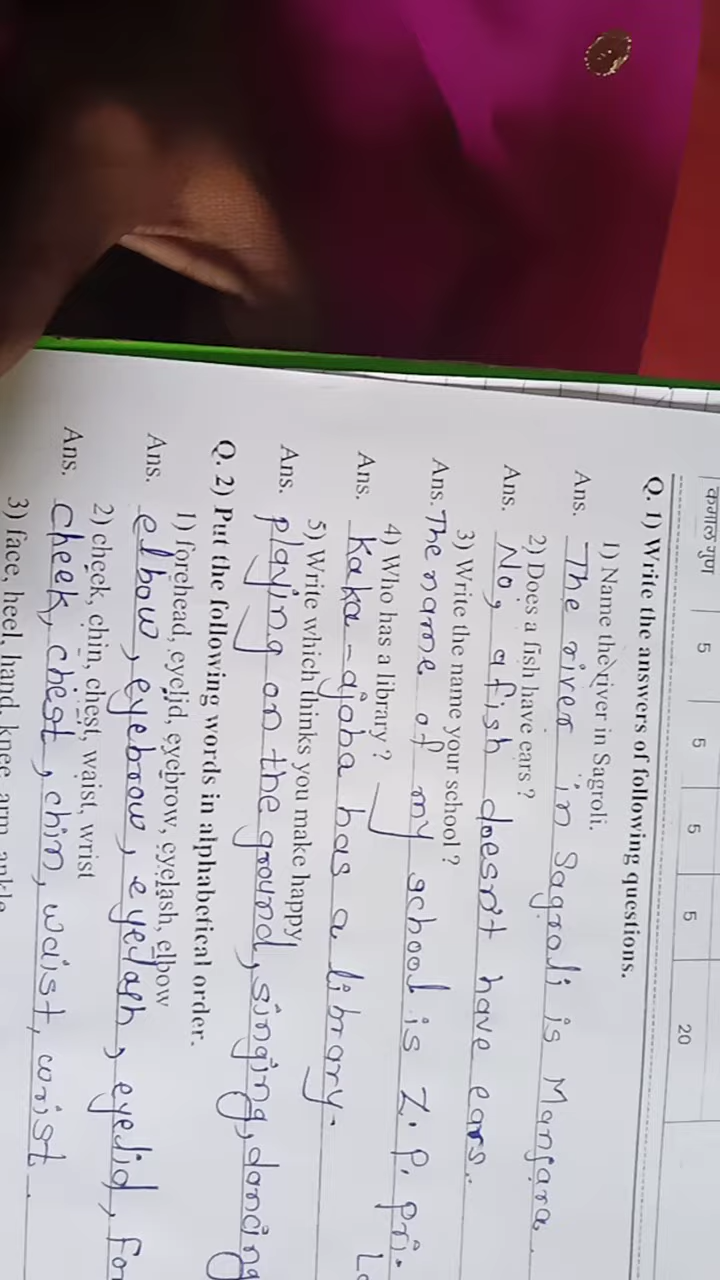 कमाल गुण 5 5 5 5 20
Q. 1) Write the answers of following questions.
1) Name the river in Sagroli.
Ans. The river in Sagroli is Manjara
2) Does a fish have ears ?
Ans. No, a fish doesn't have ears.
3) Write the name your school ?
Ans. The name of my school is Z.P. pri.
4) Who has a library ?
Ans. Kaka-ajoba has a library.
5) Write which thinks you make happy
Ans. playing on the ground, singing, dancing
Q. 2) Put the following words in alphabetical order.
1) forehead, eyelid, eyebrow, eyelash, elbow
Ans. elbow, eyebrow, eyelash, eyelid, for
2) cheek, chin, chest, waist, wrist
Ans. cheek, chest, chin, waist, wrist.
3) face, heel, hand, knee, arm, ankle